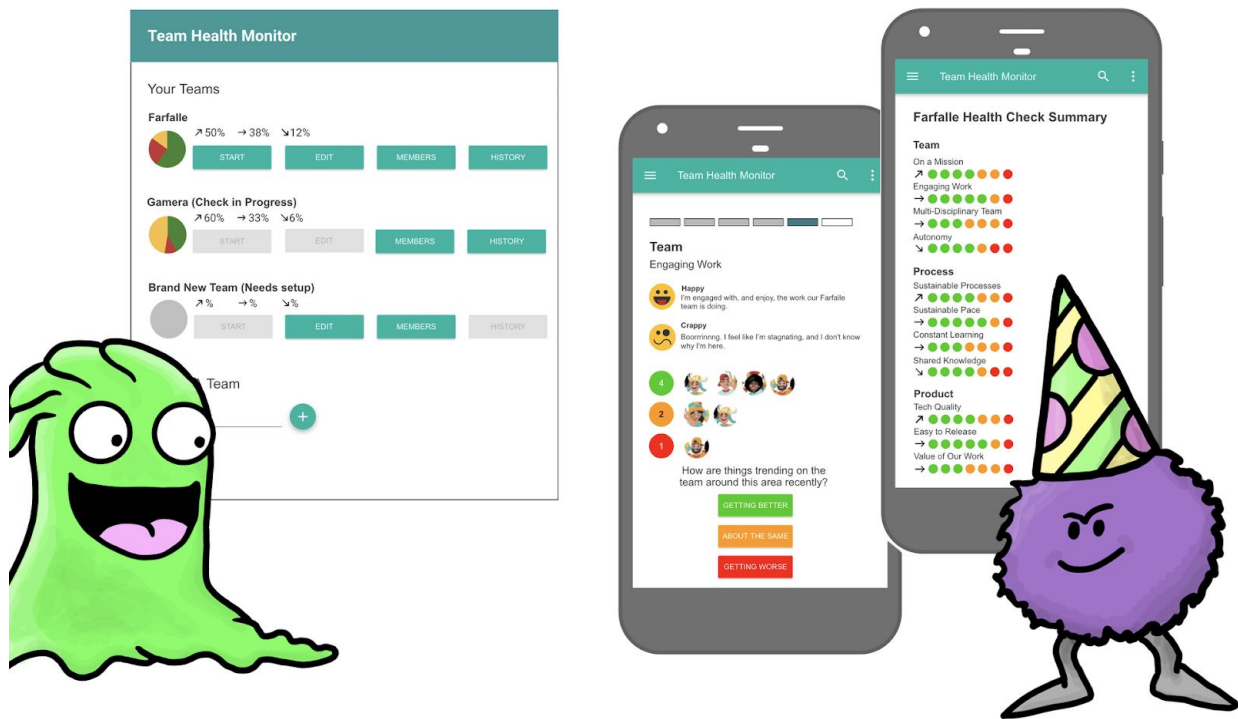 Team Health Monitor
Your Teams
Farfalle
↗50% →38% ↘12%
START EDIT MEMBERS HISTORY
Gamera (Check in Progress)
↗60% →33% ↘6%
START EDIT MEMBERS HISTORY
Brand New Team (Needs setup)
↗% →% ↘%
START EDIT MEMBERS HISTORY
Team
+
Team Health Monitor
Team
Engaging Work
Happy
I'm engaged with, and enjoy, the work our Farfalle
team is doing.
Crappy
Boorrinnng. I feel like I'm stagnating, and I don't know
why I'm here.
4
2
1
How are things trending on the
team around this area recently?
GETTING BETTER
ABOUT THE SAME
GETTING WORSE
Team Health Monitor
Farfalle Health Check Summary
Team
On a Mission
↗
Engaging Work
→
Multi-Disciplinary Team
→
Autonomy
↘
Process
Sustainable Processes
↗
Sustainable Pace
→
Constant Learning
→
Shared Knowledge
↘
Product
Tech Quality
↗
Easy to Release
→
Value of Our Work
→